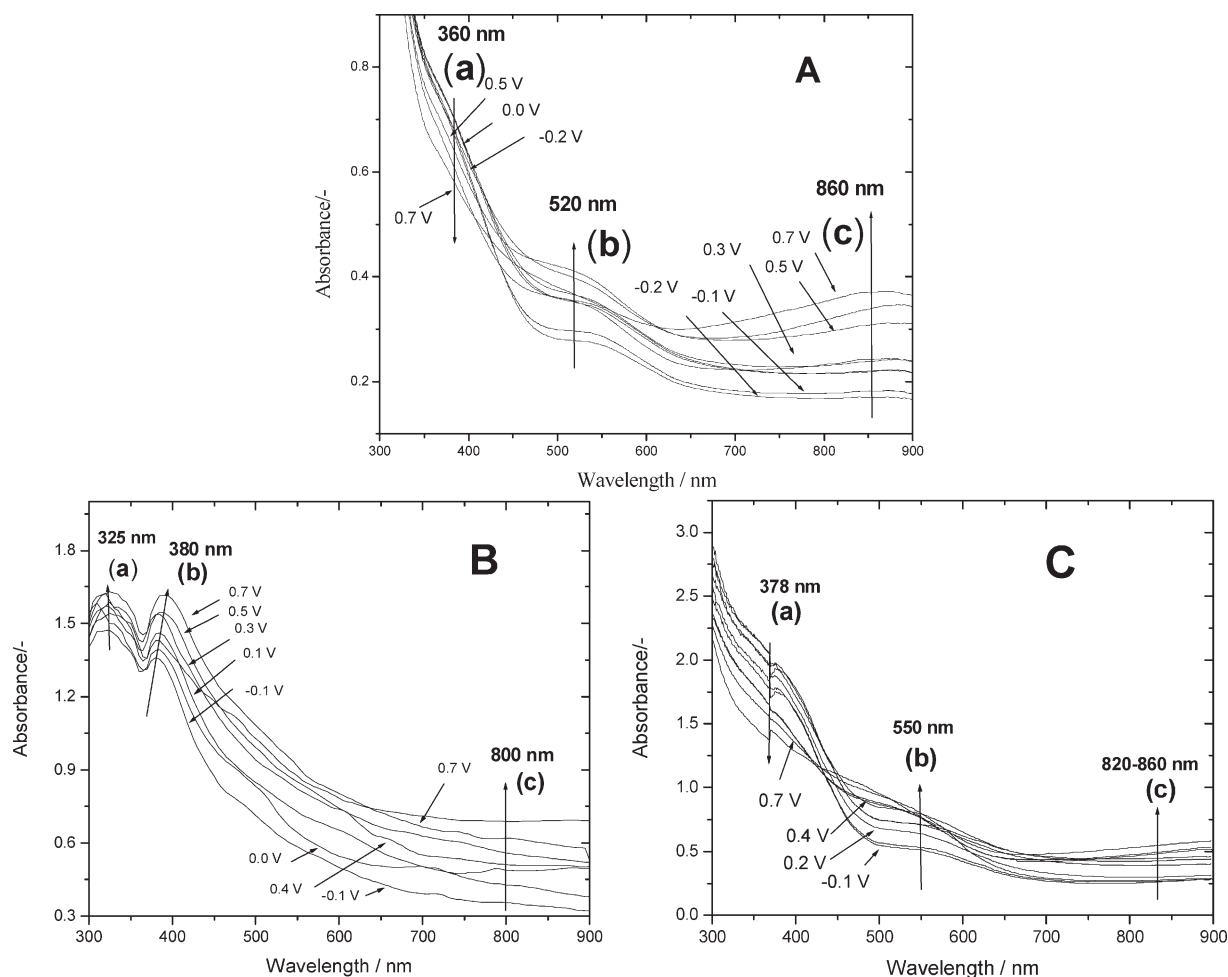 A
360 nm
(a)
0.5 V
0.0 V
-0.2 V
0.7 V
520 nm
(b)
860 nm
(c)
0.7 V
0.3 V
0.5 V
-0.2 V
-0.1 V
0.8
0.6
0.4
0.2
Absorbance/-
300 400 500 600 700 800 900
Wavelength / nm
B
325 nm
(a)
380 nm
(b)
0.7 V
0.5 V
0.3 V
0.1 V
-0.1 V
800 nm
(c)
0.7 V
0.0 V
0.4 V
-0.1 V
1.8
1.5
1.2
0.9
0.6
0.3
Absorbance/-
300 400 500 600 700 800 900
Wavelength / nm
C
378 nm
(a)
550 nm
(b)
820-860 nm
(c)
0.7 V
0.4 V
0.2 V
-0.1 V
3.0
2.5
2.0
1.5
1.0
0.5
0.0
Absorbance/-
300 400 500 600 700 800 900
Wavelength / nm